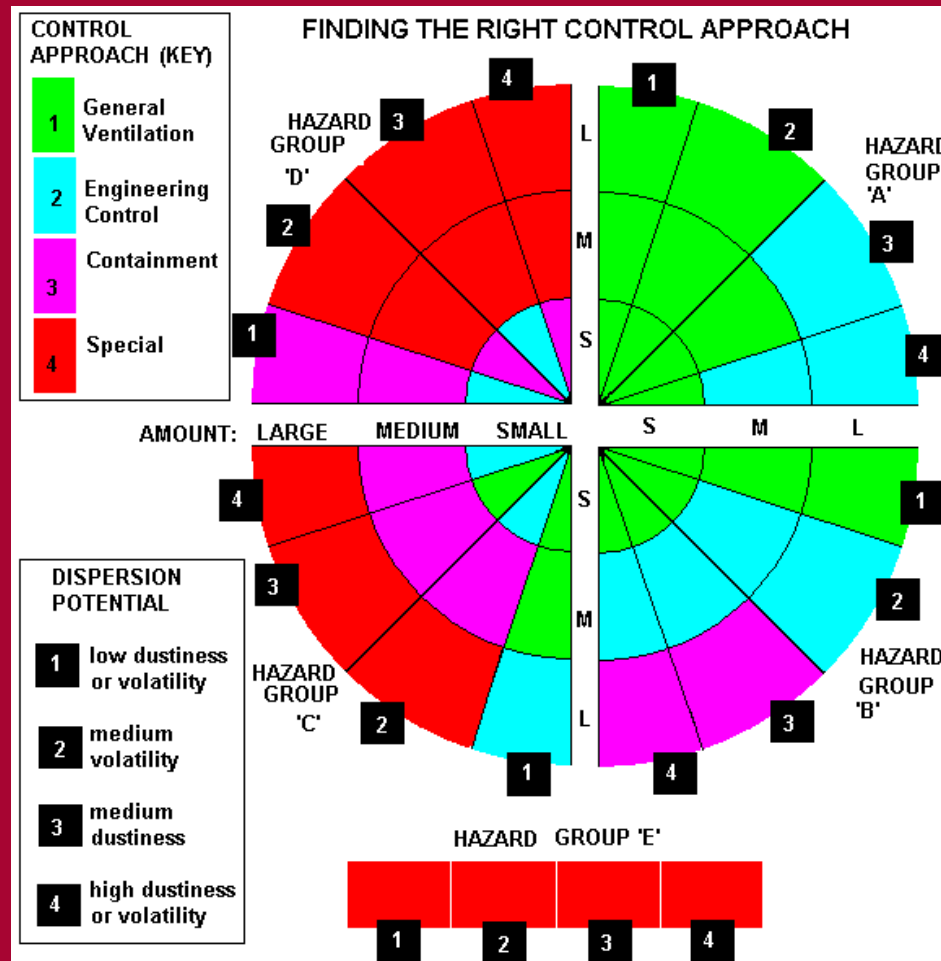 FINDING THE RIGHT CONTROL APPROACH
CONTROL
APPROACH (KEY)
1
General
Ventilation
2
Engineering
Control
3
Containment
4
Special
HAZARD
GROUP
'D'
1
2
3
4
L
M
S
HAZARD
GROUP
'A'
1
2
3
4
AMOUNT: LARGE MEDIUM SMALL
S M L
4
3
2
1
HAZARD
GROUP
'C'
S
M
L
1
2
3
4
HAZARD
GROUP
'B'
DISPERSION
POTENTIAL
1 low dustiness
or volatility
2 medium
volatility
3 medium
dustiness
4 high dustiness
or volatility
HAZARD GROUP 'E'
1 2 3 4